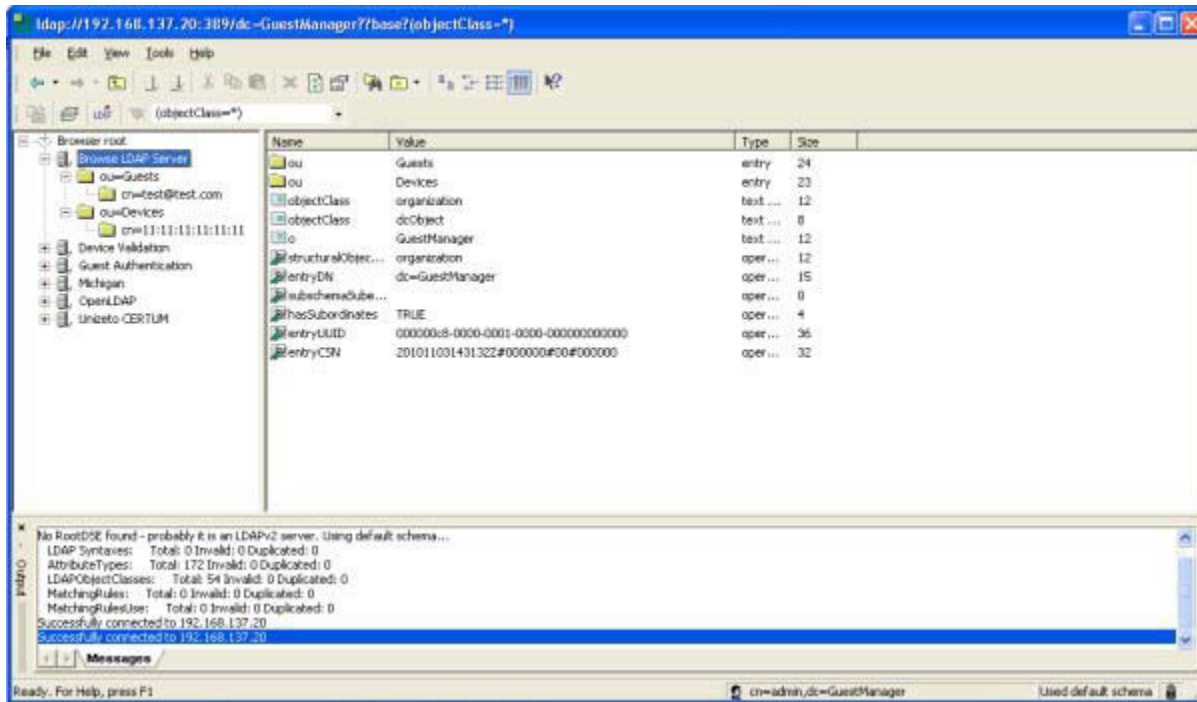 ldap://192.168.137.20:389/dc=GuestManager??base?(objectClass=*)
File Edit View Tools Help
(objectClass=*)
Browser root
Browse LDAP Server
ou=Guests
cn=test@test.com
ou=Devices
cn=11:11:11:11:11:11
Device Validation
Guest Authentication
Michigan
OpenLDAP
Unizeto CERTUM
Name Value Type Size
ou Guests entry 24
ou Devices entry 23
objectClass organization text ... 12
objectClass dcObject text ... 8
o GuestManager text ... 12
structuralObjec... organization oper... 12
entryDN dc=GuestManager oper... 15
subschemaSube... oper... 0
hasSubordinates TRUE oper... 4
entryUUID 000000c8-0000-0001-0000-000000000000 oper... 36
entryCSN 20101103143132Z#000000#00#000000 oper... 32
Output
No RootDSE found - probably it is an LDAPv2 server. Using default schema...
LDAP Syntaxes: Total: 0 Invalid: 0 Duplicated: 0
AttributeTypes: Total: 172 Invalid: 0 Duplicated: 0
LDAPObjectClasses: Total: 54 Invalid: 0 Duplicated: 0
MatchingRules: Total: 0 Invalid: 0 Duplicated: 0
MatchingRulesUse: Total: 0 Invalid: 0 Duplicated: 0
Successfully connected to 192.168.137.20
Successfully connected to 192.168.137.20
Messages
Ready. For Help, press F1 cn=admin,dc=GuestManager Used default schema